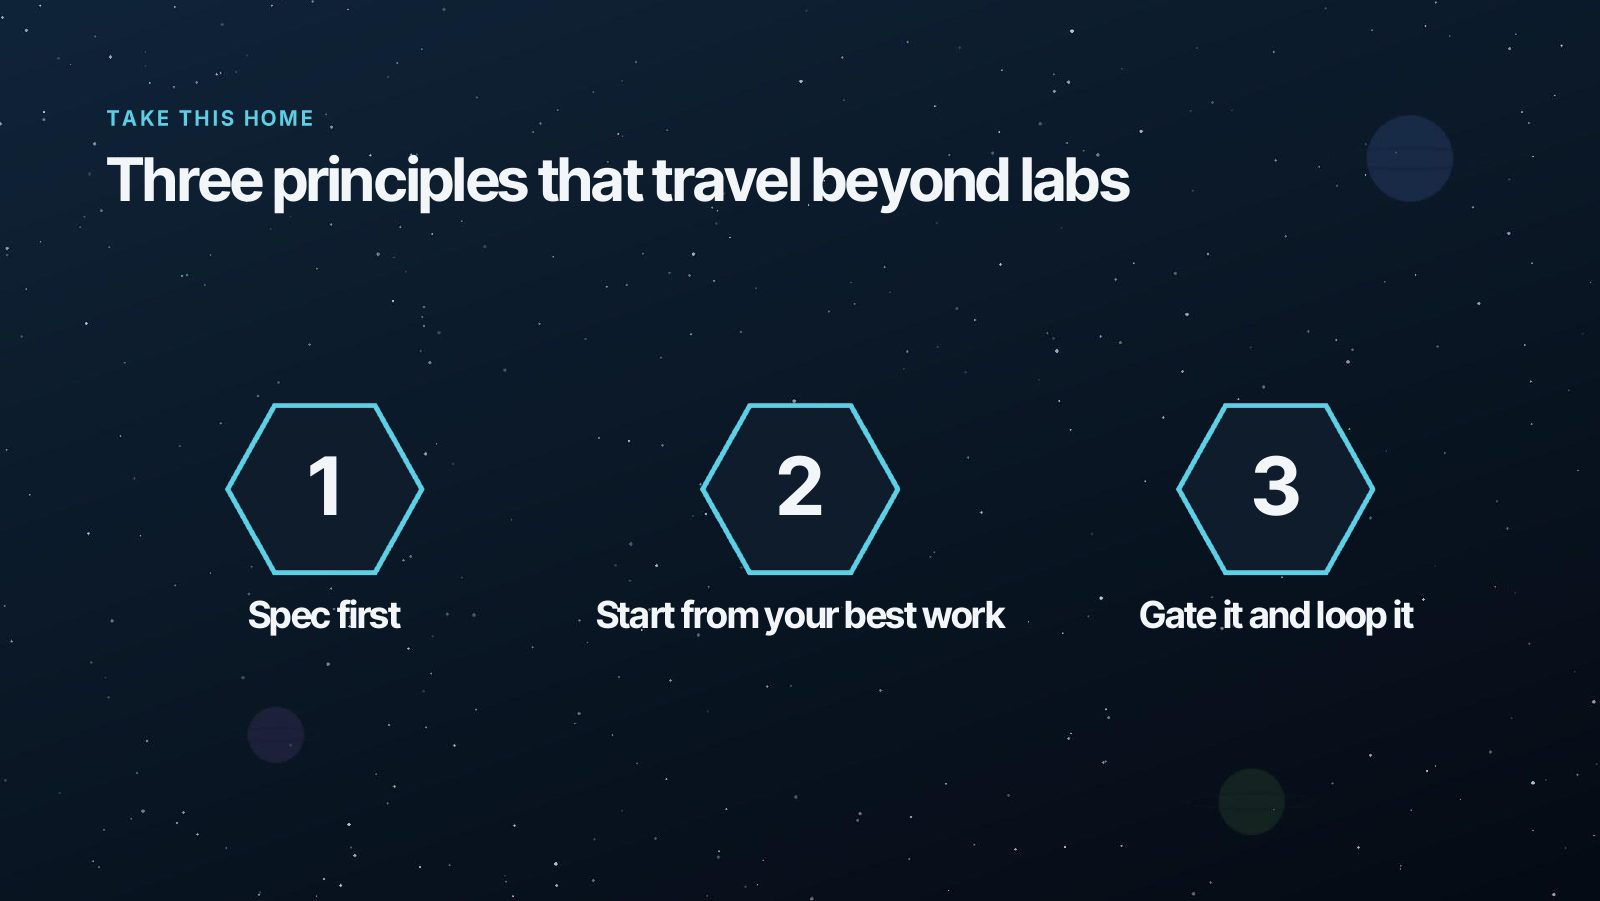 TAKE THIS HOME
Three principles that travel beyond labs
1
2
3
Spec first
Start from your best work
Gate it and loop it